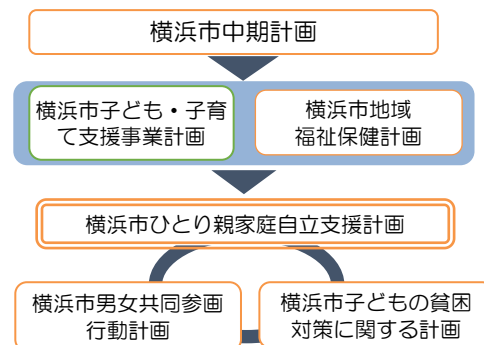 横浜市中期計画
横浜市子ども・子育
て支援事業計画
横浜市地域
福祉保健計画
横浜市ひとり親家庭自立支援計画
横浜市男女共同参画
行動計画
横浜市子どもの貧困
対策に関する計画